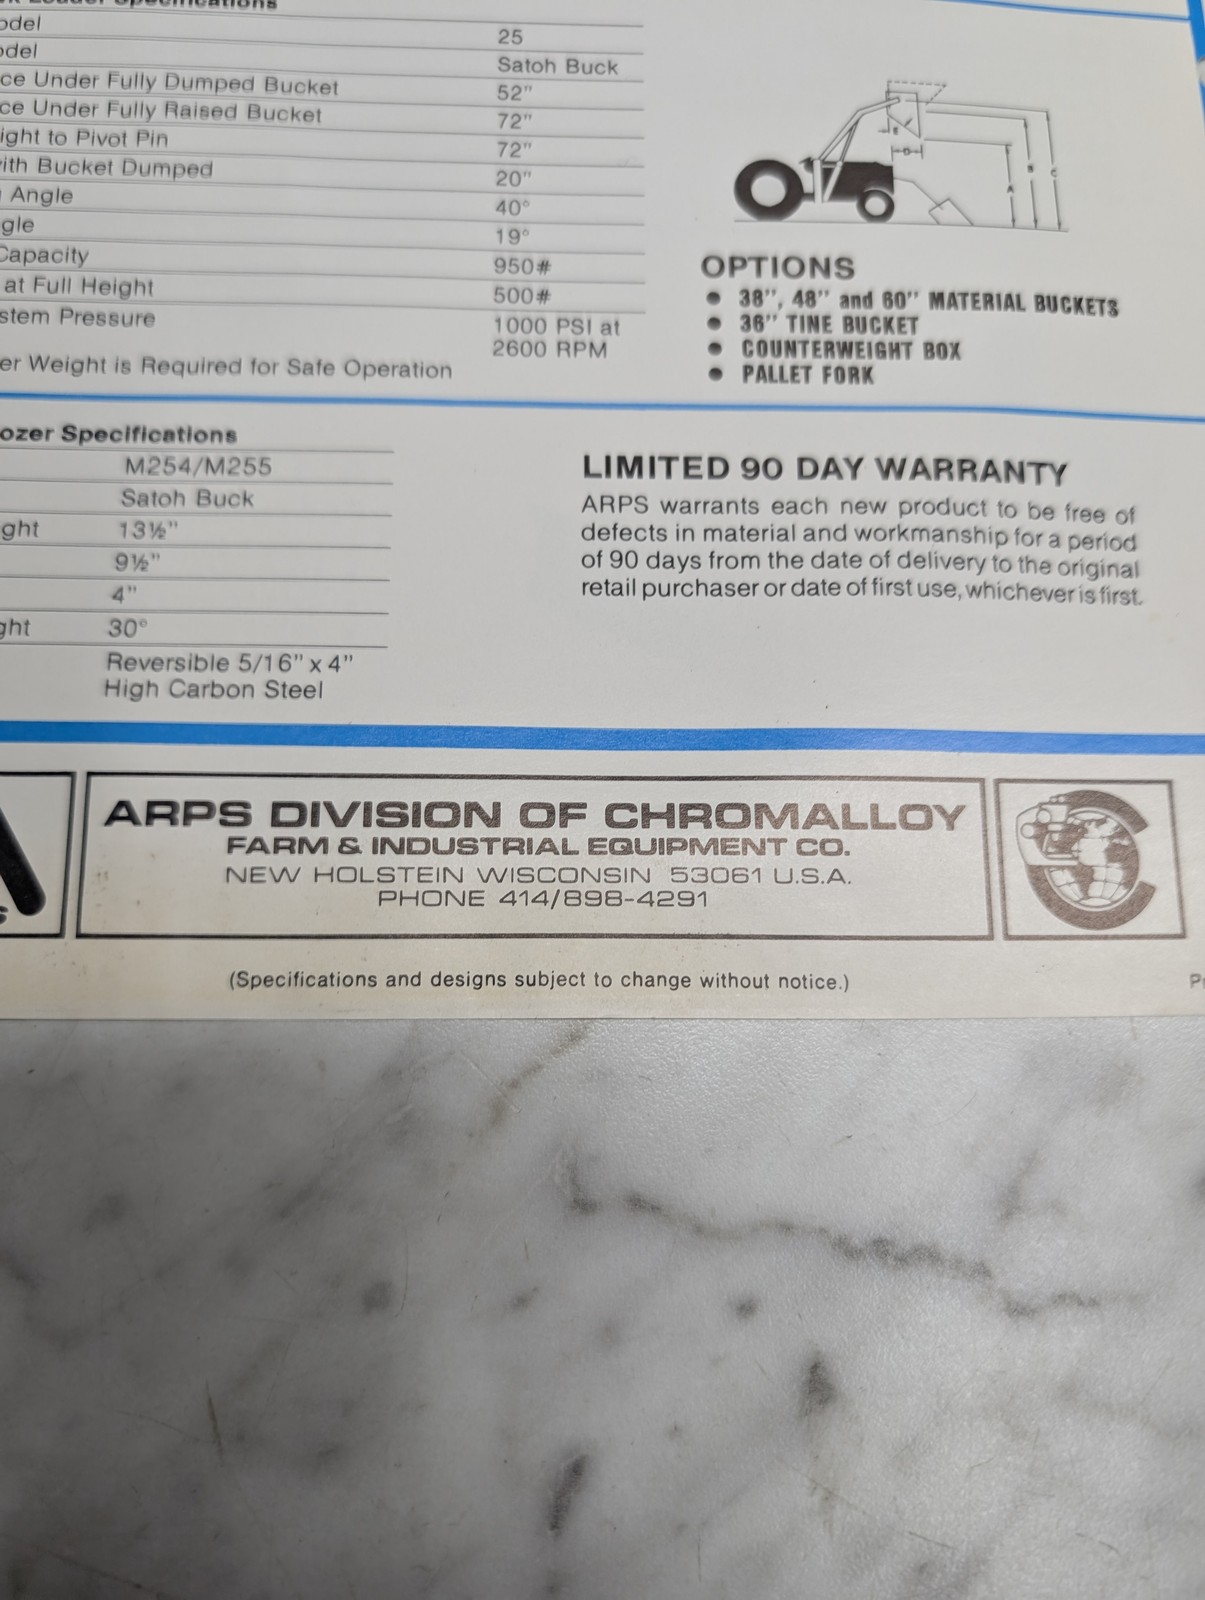 Loader Specifications
odel 25
odel Satoh Buck
ce Under Fully Dumped Bucket 52"
ce Under Fully Raised Bucket 72"
ight to Pivot Pin 72"
ith Bucket Dumped 20"
Angle 40°
gle 19°
Capacity 950#
at Full Height 500#
stem Pressure 1000 PSI at
2600 RPM
er Weight is Required for Safe Operation
A
B
C
D
E
OPTIONS
• 38", 48" and 60" MATERIAL BUCKETS
• 36" TINE BUCKET
• COUNTERWEIGHT BOX
• PALLET FORK
ozer Specifications
M254/M255
Satoh Buck
ght 13½"
9½"
4"
ght 30°
Reversible 5/16" x 4"
High Carbon Steel
LIMITED 90 DAY WARRANTY
ARPS warrants each new product to be free of
defects in material and workmanship for a period
of 90 days from the date of delivery to the original
retail purchaser or date of first use, whichever is first.
ARPS DIVISION OF CHROMALLOY
FARM & INDUSTRIAL EQUIPMENT CO.
NEW HOLSTEIN WISCONSIN 53061 U.S.A.
PHONE 414/898-4291
(Specifications and designs subject to change without notice.)